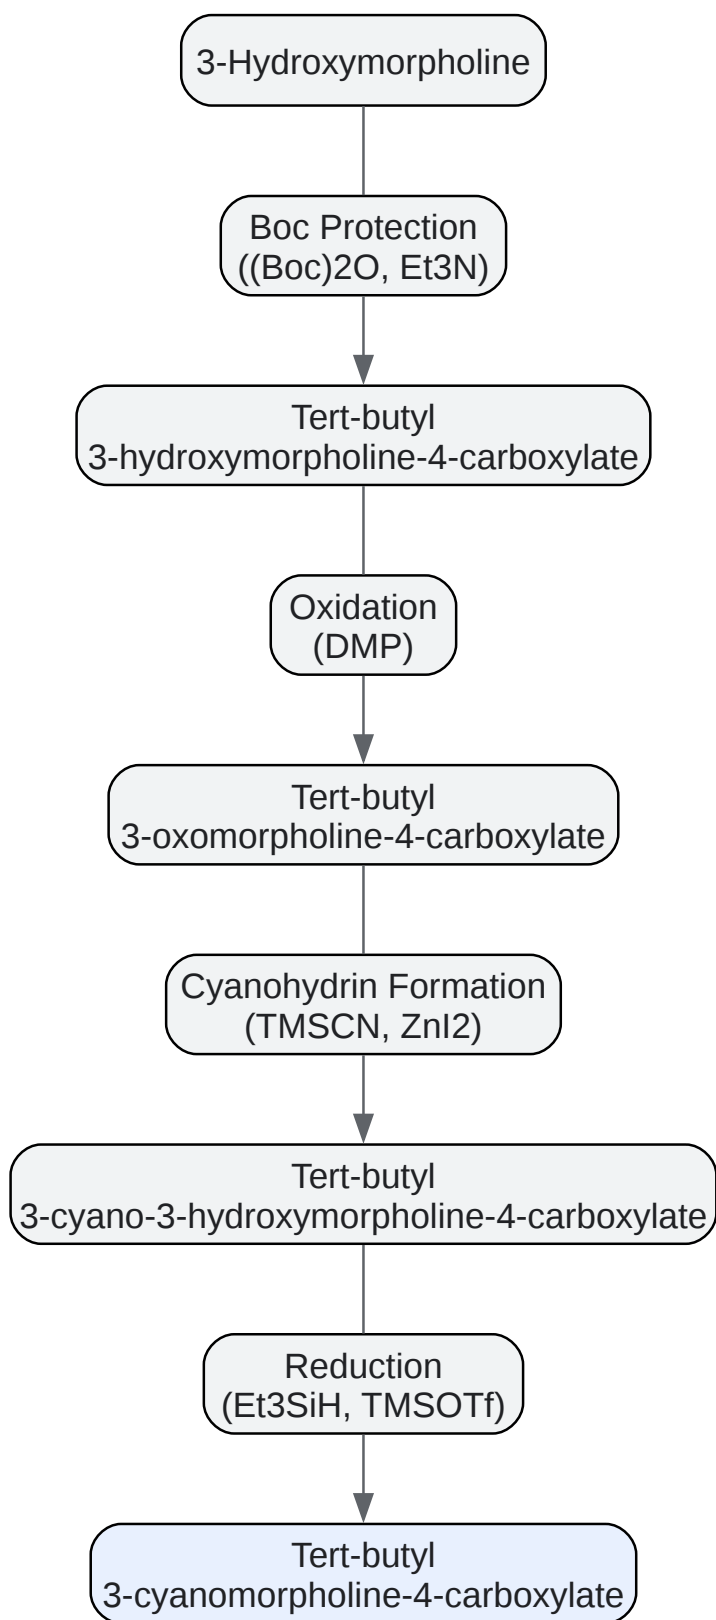 3-Hydroxymorpholine
Boc Protection
((Boc)2O, Et3N)
Tert-butyl
3-hydroxymorpholine-4-carboxylate
Oxidation
(DMP)
Tert-butyl
3-oxomorpholine-4-carboxylate
Cyanohydrin Formation
(TMSCN, ZnI2)
Tert-butyl
3-cyano-3-hydroxymorpholine-4-carboxylate
Reduction
(Et3SiH, TMSOTf)
Tert-butyl
3-cyanomorpholine-4-carboxylate